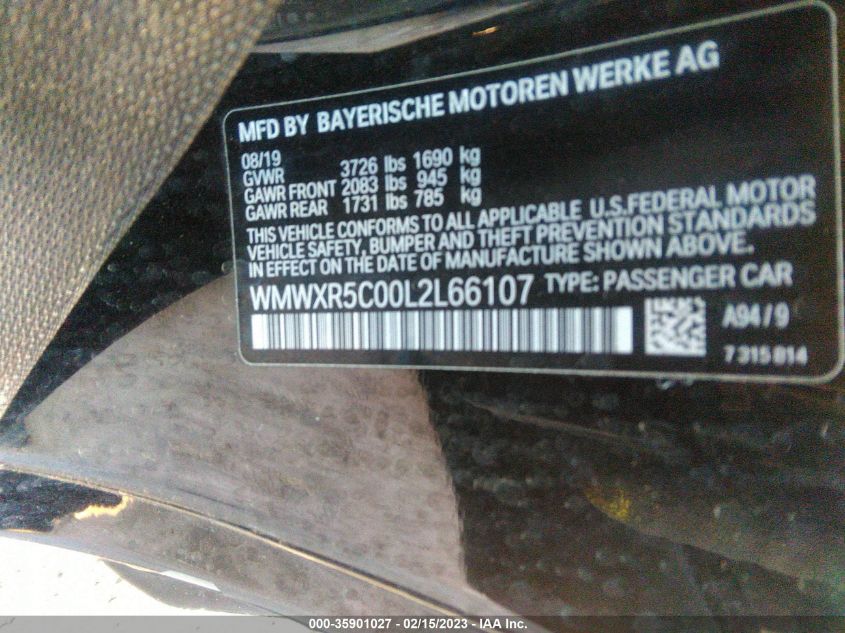 MFD BY BAYERISCHE MOTOREN WERKE AG
08/19
GVWR 3726 lbs 1690 kg
GAWR FRONT 2083 lbs 945 kg
GAWR REAR 1731 lbs 785 kg
THIS VEHICLE CONFORMS TO ALL APPLICABLE U.S.FEDERAL MOTOR
VEHICLE SAFETY, BUMPER AND THEFT PREVENTION STANDARDS
IN EFFECT ON THE DATE OF MANUFACTURE SHOWN ABOVE.
WMWXR5C00L2L66107 TYPE: PASSENGER CAR
A94/9
7 315 814
000-35901027 - 02/15/2023 - IAA Inc.